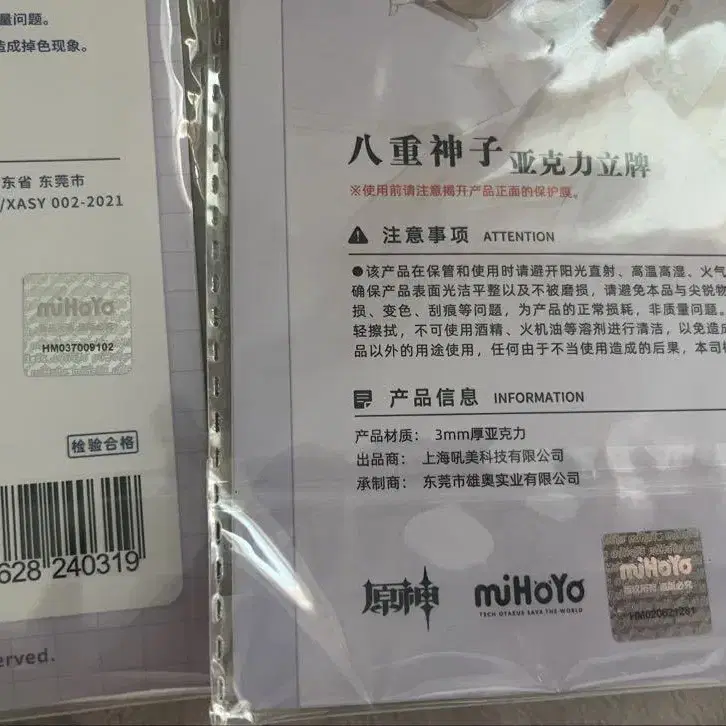 量问题。
造成掉色现象。
东省 东莞市
/XASY 002-2021
miHoYo
HM037009102
检验合格
628 240319
erved.
八重神子 亚克力立牌
※使用前请注意揭开产品正面的保护膜。
注意事项 ATTENTION
●该产品在保管和使用时请避开阳光直射、高温高湿、火气
确保产品表面光洁平整以及不被磨损，请避免本品与尖锐物
损、变色、刮痕等问题，为产品的正常损耗，非质量问题。
轻擦拭，不可使用酒精、火机油等溶剂进行清洁，以免造成
品以外的用途使用，任何由于不当使用造成的后果，本司
产品信息 INFORMATION
产品材质： 3mm厚亚克力
出品商： 上海吼美科技有限公司
承制商： 东莞市雄奥实业有限公司
原神
miHoYo
TECH OTAKUS SAVE THE WORLD
miHoYo
版权所有 盗版必究